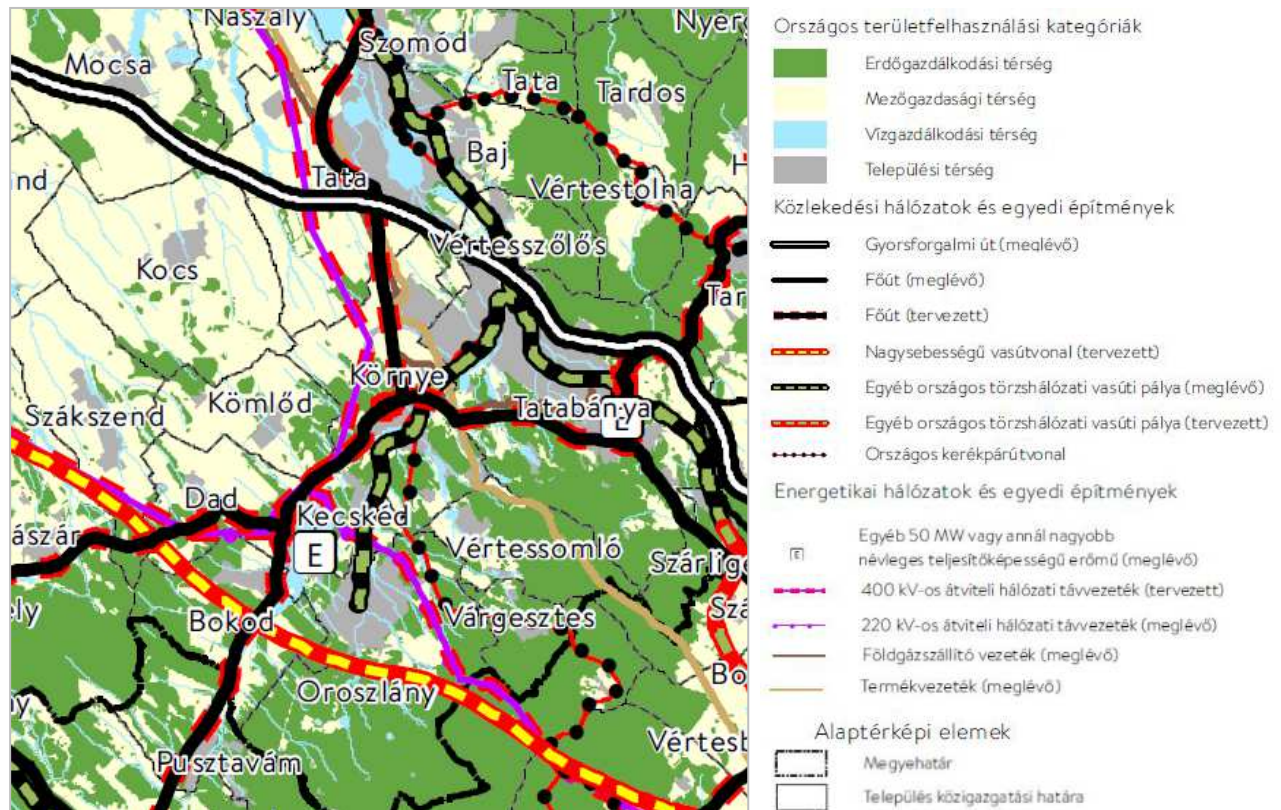 Naszály
Nyerg
Szomód
Mocsa
Tata
Tardos
Baj
nd
Tata
Vértestolna
H
Vértesszőlős
Kocs
Tar
Környe
Kömlőd
Tatabánya
Szákszend
E
Dad
ászár
Kecskéd
E
Vértessomló
Szárlige
ely
Bokod
Várgesztes
Szá
Oroszlány
Bo
ny
Vértesb
Pusztavám
Országos területfelhasználási kategóriák
Erdőgazdálkodási térség
Mezőgazdasági térség
Vízgazdálkodási térség
Települési térség
Közlekedési hálózatok és egyedi építmények
Gyorsforgalmi út (meglévő)
Főút (meglévő)
Főút (tervezett)
Nagysebességű vasútvonal (tervezett)
Egyéb országos törzshálózati vasúti pálya (meglévő)
Egyéb országos törzshálózati vasúti pálya (tervezett)
Országos kerékpárútvonal
Energetikai hálózatok és egyedi építmények
E
Egyéb 50 MW vagy annál nagyobb
névleges teljesítőképességű erőmű (meglévő)
400 kV-os átviteli hálózati távvezeték (tervezett)
220 kV-os átviteli hálózati távvezeték (meglévő)
Földgázszállító vezeték (meglévő)
Termékvezeték (meglévő)
Alaptérképi elemek
Megyehatár
Település közigazgatási határa